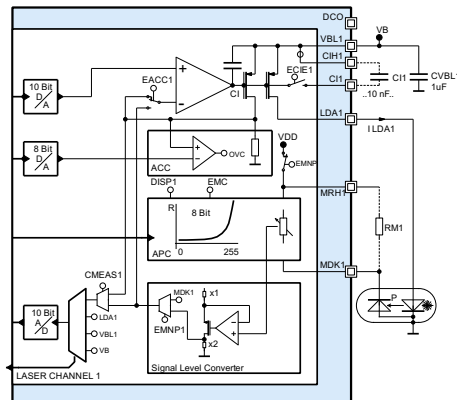 DCO
VBL1
VB
CIH1
ECIE1
CI
CI1
CI1
CVBL1
1uF
..10 nF..
EACC1
10 Bit
D
A
LDA1
I LDA1
8 Bit
D
A
OVC
ACC
VDD
EMNP
DISP1
EMC
MRH1
R
8 Bit
0
255
APC
RM1
MDK1
CMEAS1
MDK1
x1
P
10 Bit
A
D
LDA1
EMNP1
VBL1
x2
VB
LASER CHANNEL 1
Signal Level Converter
+
−
+
−
−
+